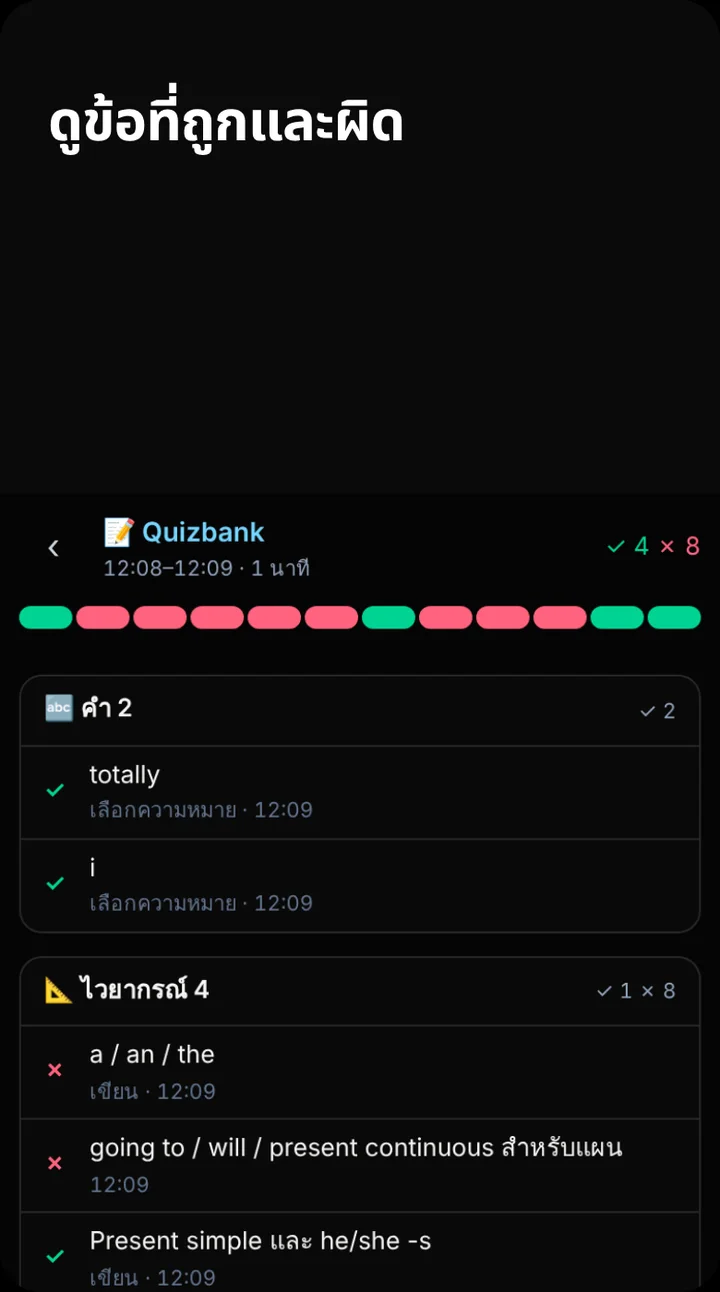 ดูข้อที่ถูกและผิด
📝 Quizbank
12:08–12:09 · 1 นาที
✓ 4 × 8
🔤 คำ 2
✓ 2
totally
เลือกความหมาย · 12:09
i
เลือกความหมาย · 12:09
📐 ไวยากรณ์ 4
✓ 1 × 8
a / an / the
เขียน · 12:09
going to / will / present continuous สำหรับแผน
12:09
Present simple และ he/she -s
เขียน · 12:09